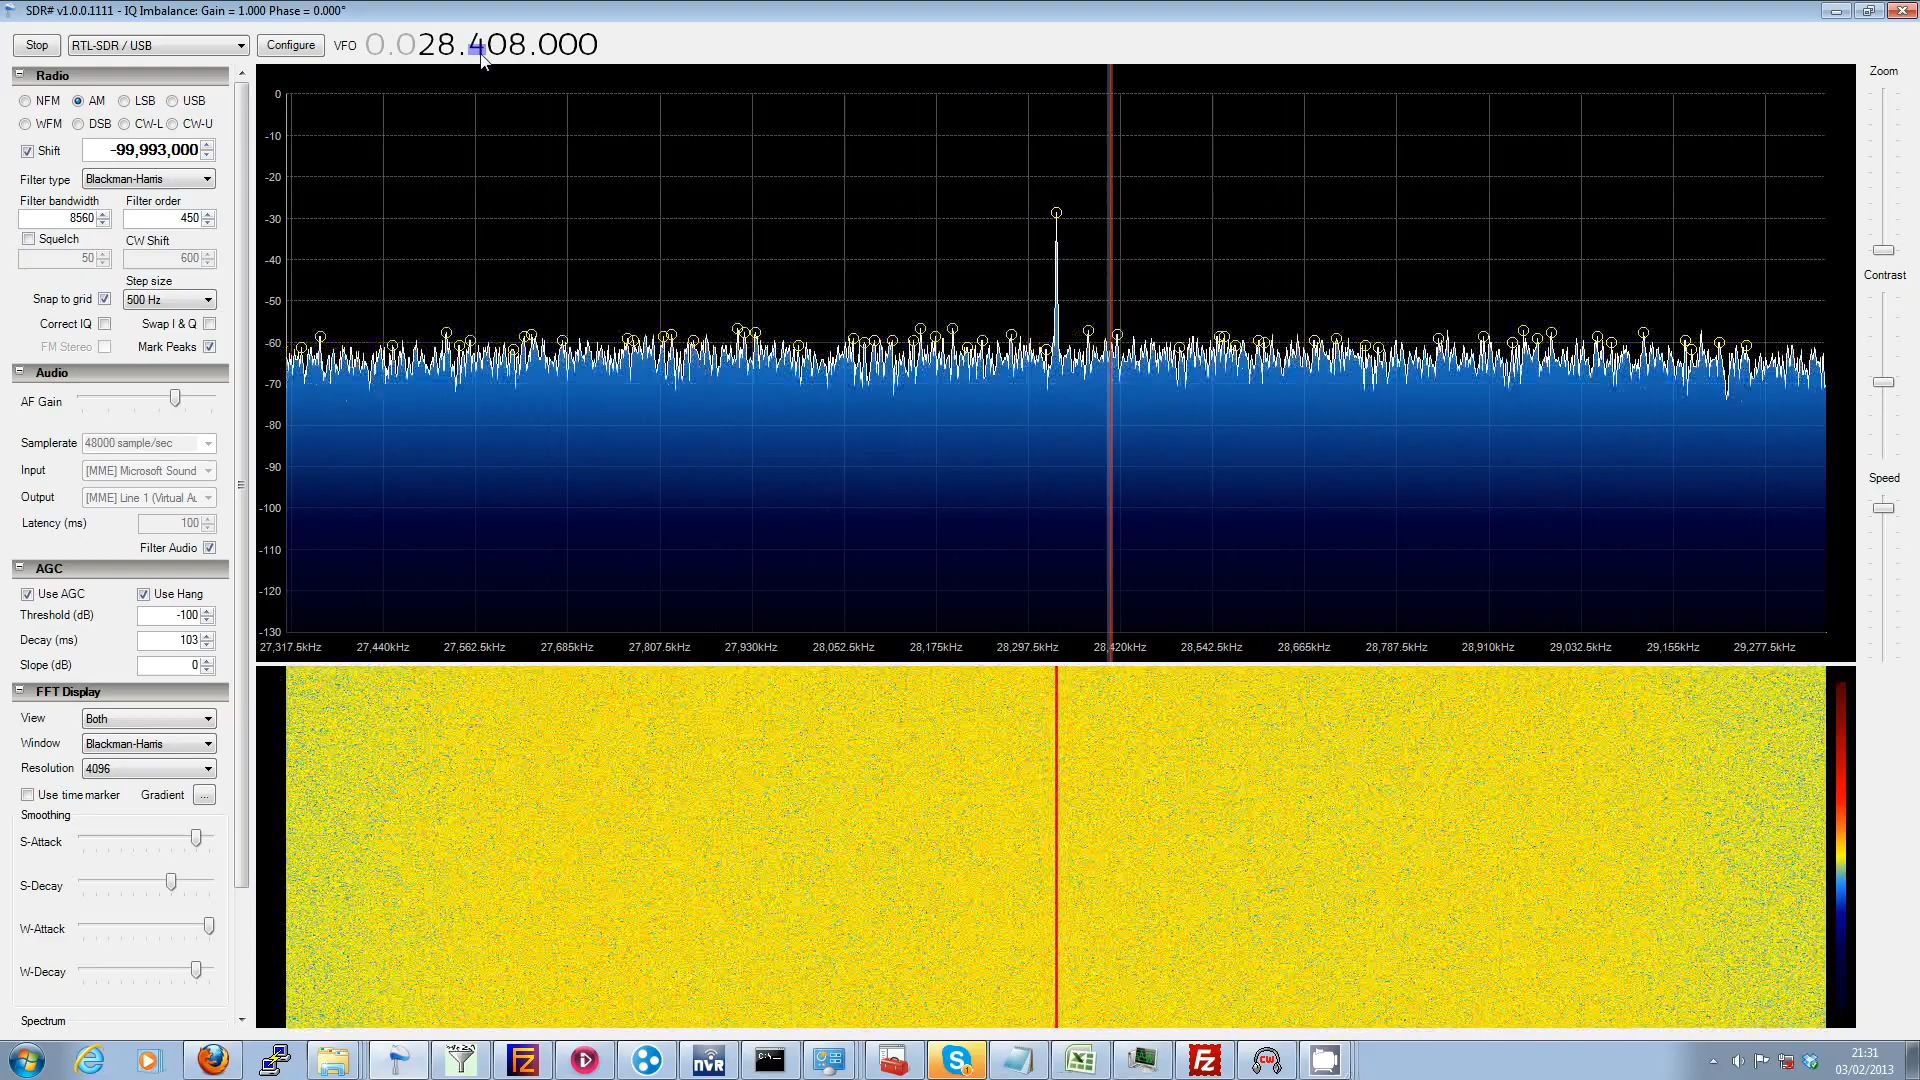 SDR# v1.0.0.1111 - IQ Imbalance: Gain = 1.000 Phase = 0.000°
Stop RTL-SDR / USB Configure VFO 0.028.408.000
Radio
NFM AM LSB USB
WFM DSB CW-L CW-U
Shift -99,993,000
Filter type Blackman-Harris
Filter bandwidth Filter order
8560 450
Squelch CW Shift
50 600
Step size
Snap to grid 500 Hz
Correct IQ Swap I & Q
FM Stereo Mark Peaks
Audio
AF Gain
Samplerate 48000 sample/sec
Input [MME] Microsoft Sound
Output [MME] Line 1 (Virtual Au
Latency (ms) 100
Filter Audio
AGC
Use AGC Use Hang
Threshold (dB) -100
Decay (ms) 103
Slope (dB) 0
FFT Display
View Both
Window Blackman-Harris
Resolution 4096
Use time marker Gradient ...
Smoothing
S-Attack
S-Decay
W-Attack
W-Decay
Spectrum
0
-10
-20
-30
-40
-50
-60
-70
-80
-90
-100
-110
-120
-130
27,317.5kHz 27,440kHz 27,562.5kHz 27,685kHz 27,807.5kHz 27,930kHz 28,052.5kHz 28,175kHz 28,297.5kHz 28,420kHz 28,542.5kHz 28,665kHz 28,787.5kHz 28,910kHz 29,032.5kHz 29,155kHz 29,277.5kHz
Zoom
Contrast
Speed
nvr
C:\_
CW
21:31
03/02/2013